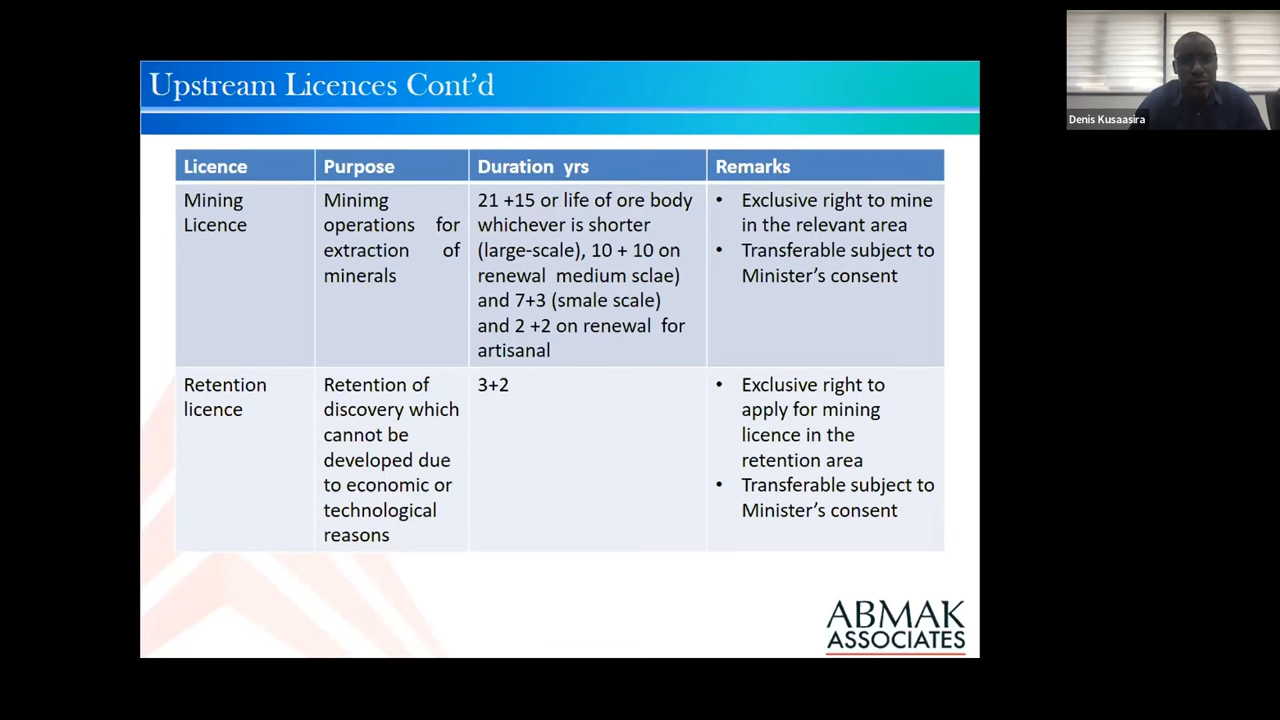 Upstream Licences Cont'd
Denis Kusaasira
Licence
Purpose
Duration yrs
Remarks
Mining
Licence
Minimg
operations for
extraction of
minerals
21 +15 or life of ore body
whichever is shorter
(large-scale), 10 + 10 on
renewal medium sclae)
and 7+3 (smale scale)
and 2 +2 on renewal for
artisanal
• Exclusive right to mine
in the relevant area
• Transferable subject to
Minister's consent
Retention
licence
Retention of
discovery which
cannot be
developed due
to economic or
technological
reasons
3+2
• Exclusive right to
apply for mining
licence in the
retention area
• Transferable subject to
Minister's consent
ABMAK
ASSOCIATES